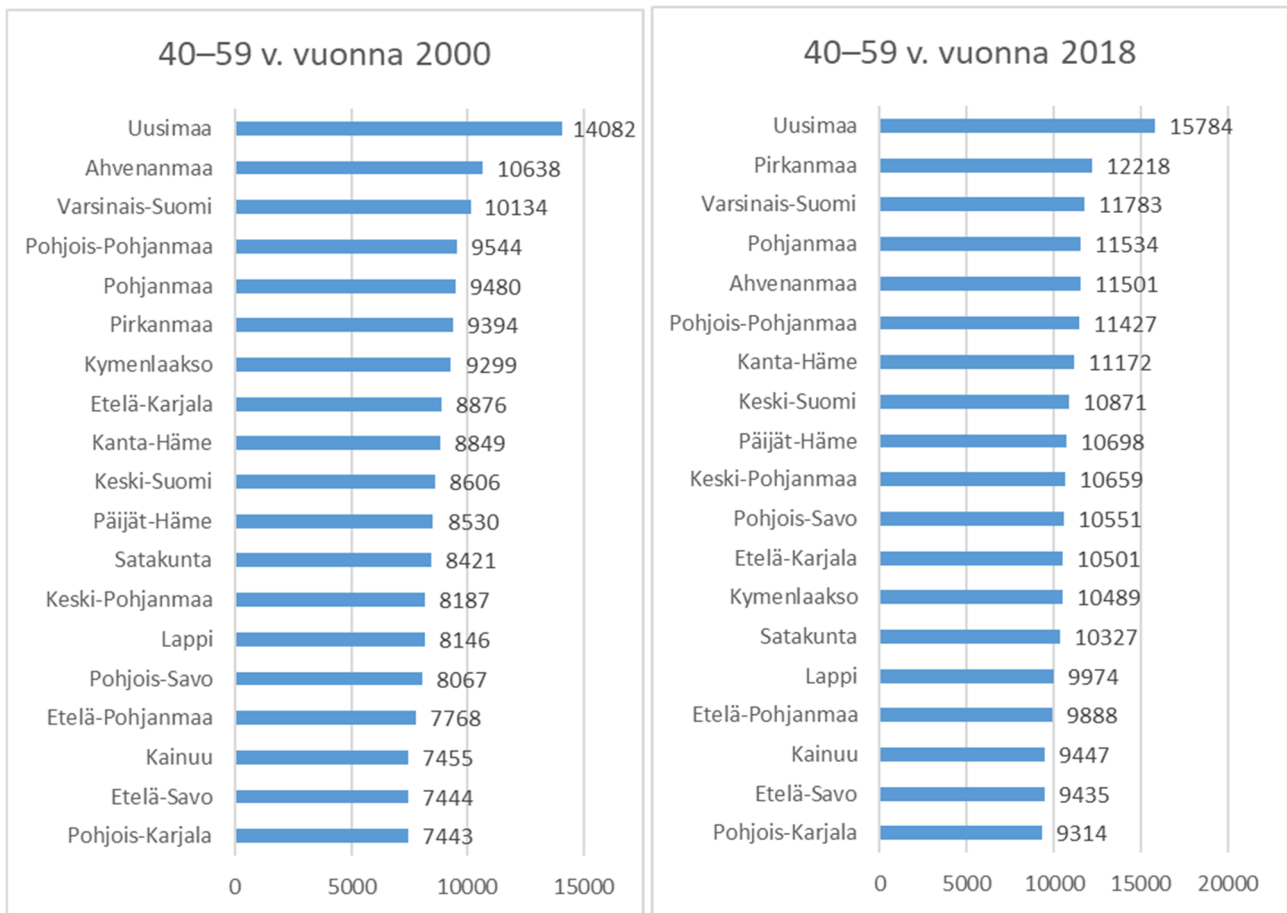 40–59 v. vuonna 2000
Uusimaa 14082
Ahvenanmaa 10638
Varsinais-Suomi 10134
Pohjois-Pohjanmaa 9544
Pohjanmaa 9480
Pirkanmaa 9394
Kymenlaakso 9299
Etelä-Karjala 8876
Kanta-Häme 8849
Keski-Suomi 8606
Päijät-Häme 8530
Satakunta 8421
Keski-Pohjanmaa 8187
Lappi 8146
Pohjois-Savo 8067
Etelä-Pohjanmaa 7768
Kainuu 7455
Etelä-Savo 7444
Pohjois-Karjala 7443
0 5000 10000 15000
40–59 v. vuonna 2018
Uusimaa 15784
Pirkanmaa 12218
Varsinais-Suomi 11783
Pohjanmaa 11534
Ahvenanmaa 11501
Pohjois-Pohjanmaa 11427
Kanta-Häme 11172
Keski-Suomi 10871
Päijät-Häme 10698
Keski-Pohjanmaa 10659
Pohjois-Savo 10551
Etelä-Karjala 10501
Kymenlaakso 10489
Satakunta 10327
Lappi 9974
Etelä-Pohjanmaa 9888
Kainuu 9447
Etelä-Savo 9435
Pohjois-Karjala 9314
0 5000 10000 15000 20000